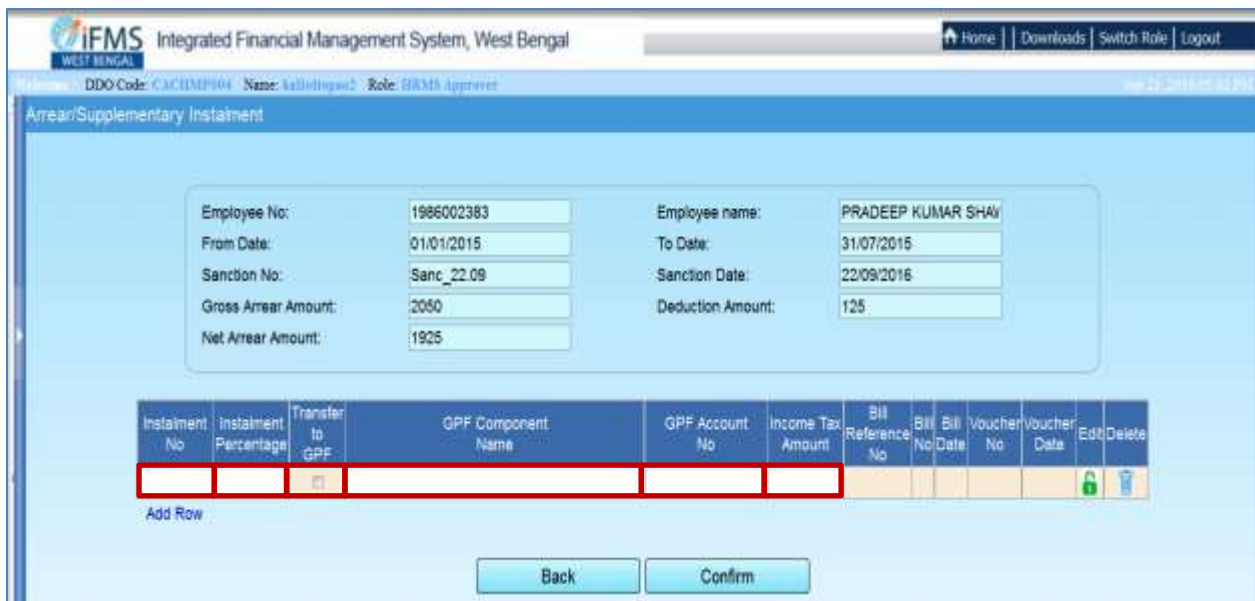 iFMS Integrated Financial Management System, West Bengal Home | | Downloads | Switch Role | Logout
WEST BENGAL
DDO Code: Name: Role: HRMS Approver
Arrear/Supplementary Instalment
Employee No: 1986002383 Employee name: PRADEEP KUMAR SHAW
From Date: 01/01/2015 To Date: 31/07/2015
Sanction No: Sanc_22.09 Sanction Date: 22/09/2016
Gross Arrear Amount: 2050 Deduction Amount: 125
Net Arrear Amount: 1925
Instalment No Instalment Percentage Transfer to GPF GPF Component Name GPF Account No Income Tax Amount Bill Reference No Bill No Bill Date Voucher No Voucher Date Edit Delete
Add Row
Back Confirm